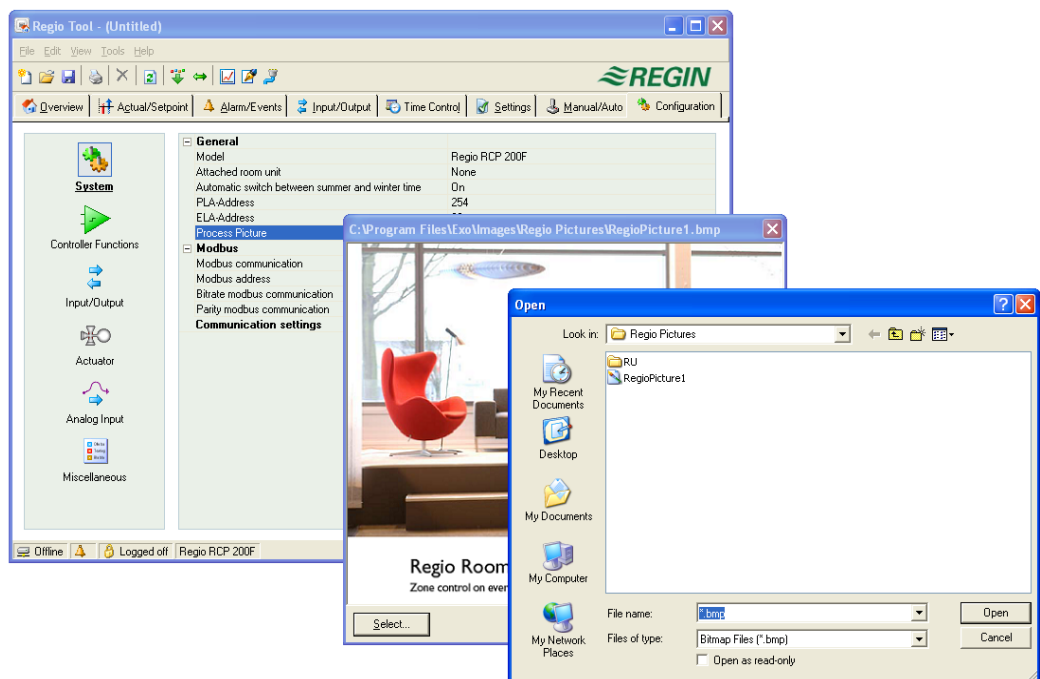 Regio Tool - (Untitled)
File Edit View Tools Help
REGIN
Overview Actual/Setpoint Alarm/Events Input/Output Time Control Settings Manual/Auto Configuration
System
Controller Functions
Input/Output
Actuator
Analog Input
Miscellaneous
General
Model Regio RCP 200F
Attached room unit None
Automatic switch between summer and winter time On
PLA-Address 254
ELA-Address
Process Picture
Modbus
Modbus communication
Modbus address
Bitrate modbus communication
Parity modbus communication
Communication settings
Offline Logged off Regio RCP 200F
C:\Program Files\Exo\Images\Regio Pictures\RegioPicture1.bmp
Regio Room
Zone control on ever
Select...
Open
Look in: Regio Pictures
My Recent
Documents
Desktop
My Documents
My Computer
My Network
Places
RU
RegioPicture1
File name: *.bmp Open
Files of type: Bitmap Files (*.bmp) Cancel
Open as read-only